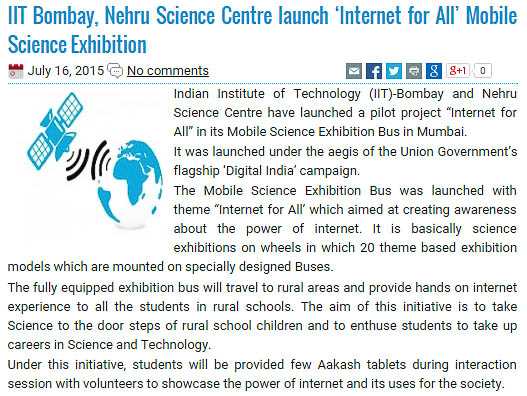 IIT Bombay, Nehru Science Centre launch ‘Internet for All’ Mobile
Science Exhibition
July 16, 2015 No comments
g+1 0
Indian Institute of Technology (IIT)-Bombay and Nehru
Science Centre have launched a pilot project “Internet for
All” in its Mobile Science Exhibition Bus in Mumbai.
It was launched under the aegis of the Union Government’s
flagship ‘Digital India’ campaign.
The Mobile Science Exhibition Bus was launched with
theme “Internet for All’ which aimed at creating awareness
about the power of internet. It is basically science
exhibitions on wheels in which 20 theme based exhibition
models which are mounted on specially designed Buses.
The fully equipped exhibition bus will travel to rural areas and provide hands on internet
experience to all the students in rural schools. The aim of this initiative is to take
Science to the door steps of rural school children and to enthuse students to take up
careers in Science and Technology.
Under this initiative, students will be provided few Aakash tablets during interaction
session with volunteers to showcase the power of internet and its uses for the society.